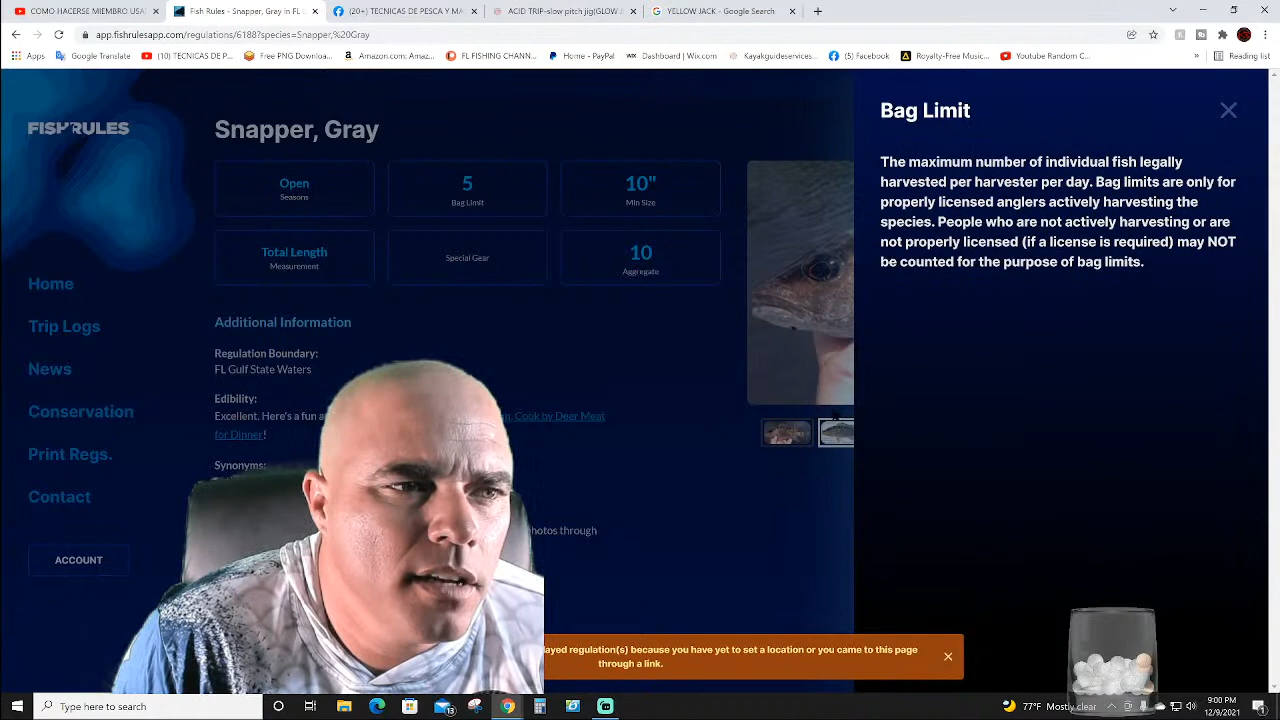 COMO HACERSE MIEMBRO USAI
Fish Rules - Snapper, Gray in FL
(20+) TECNICAS DE PESCA Y MA
ACID TRIP-slow pitch jig(GLOW
YELLOW JACK - Google Search
app.fishrulesapp.com/regulations/6188?species=Snapper,%20Gray
Apps
Google Translate
(10) TECNICAS DE P...
Fishing PNG Downloa...
Amazon.com: Amaz...
FL FISHING CHANN...
Home - PayPal
Dashboard | Wix.com
Kayakguideservice...
(5) Facebook
Royalty-Free Music...
Youtube Random C...
»
Reading list
FISHRULES
Home
Trip Logs
News
Conservation
Print Regs.
Contact
ACCOUNT
Snapper, Gray
Open
Seasons
5
Bag Limit
10"
Min Size
Total Length
Measurement
Special Gear
10
Aggregate
Additional Information
Regulation Boundary:
FL Gulf State Waters
Edibility:
Excellent. Here's a fun
Cook by Deer Meat
for Dinner!
Synonyms:
photos through
Bag Limit
The maximum number of individual fish legally
harvested per harvester per day. Bag limits are only for
properly licensed anglers actively harvesting the
species. People who are not actively harvesting or are
not properly licensed (if a license is required) may NOT
be counted for the purpose of bag limits.
ayed regulation(s) because you have yet to set a location or you came to this page
through a link.
Type here to search
77°F Mostly clear
9:00 PM
12/9/2021